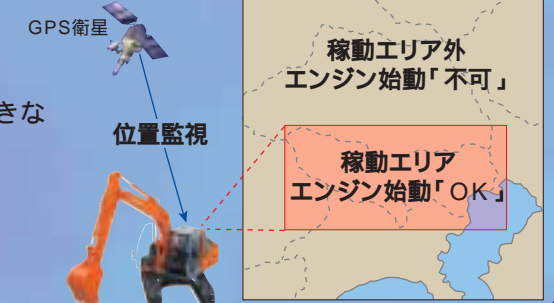 GPS衛星
きな
位置監視
稼動エリア外
エンジン始動「不可」
稼動エリア
エンジン始動「OK」